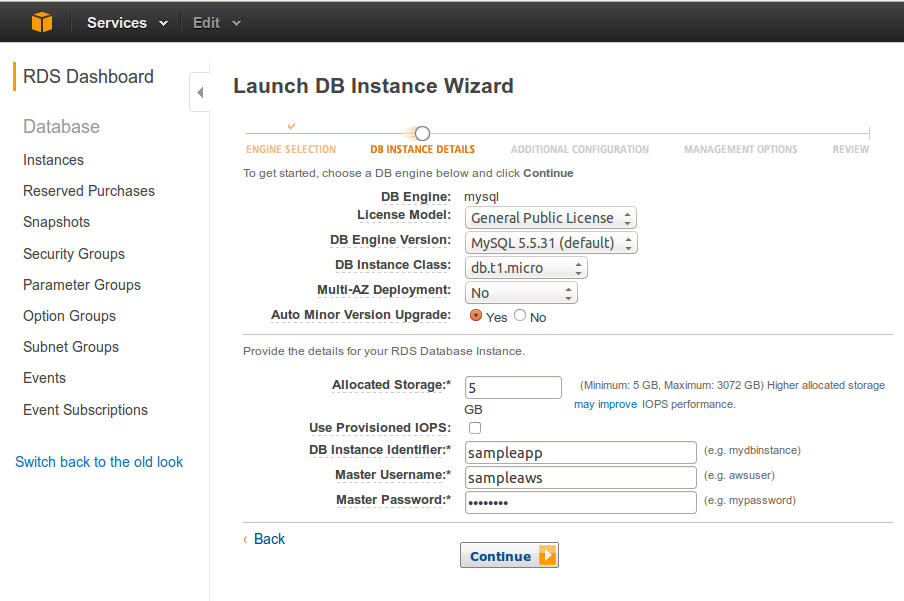 Services Edit
RDS Dashboard
Database
Instances
Reserved Purchases
Snapshots
Security Groups
Parameter Groups
Option Groups
Subnet Groups
Events
Event Subscriptions
Switch back to the old look
Launch DB Instance Wizard
ENGINE SELECTION DB INSTANCE DETAILS ADDITIONAL CONFIGURATION MANAGEMENT OPTIONS REVIEW
To get started, choose a DB engine below and click Continue
DB Engine: mysql
License Model: General Public License
DB Engine Version: MySQL 5.5.31 (default)
DB Instance Class: db.t1.micro
Multi-AZ Deployment: No
Auto Minor Version Upgrade: Yes No
Provide the details for your RDS Database Instance.
Allocated Storage:* 5 (Minimum: 5 GB, Maximum: 3072 GB) Higher allocated storage
GB may improve IOPS performance.
Use Provisioned IOPS:
DB Instance Identifier:* sampleapp (e.g. mydbinstance)
Master Username:* sampleaws (e.g. awsuser)
Master Password:* •••••••• (e.g. mypassword)
‹ Back
Continue